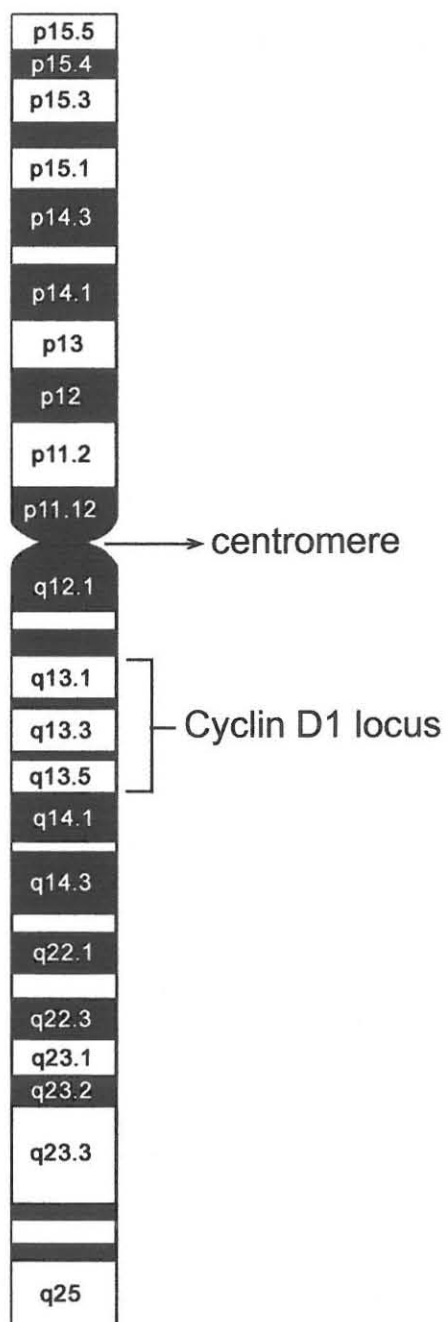 p15.5
p15.4
p15.3
p15.1
p14.3
p14.1
p13
p12
p11.2
p11.12
centromere
q12.1
q13.1
q13.3
Cyclin D1 locus
q13.5
q14.1
q14.3
q22.1
q22.3
q23.1
q23.2
q23.3
q25